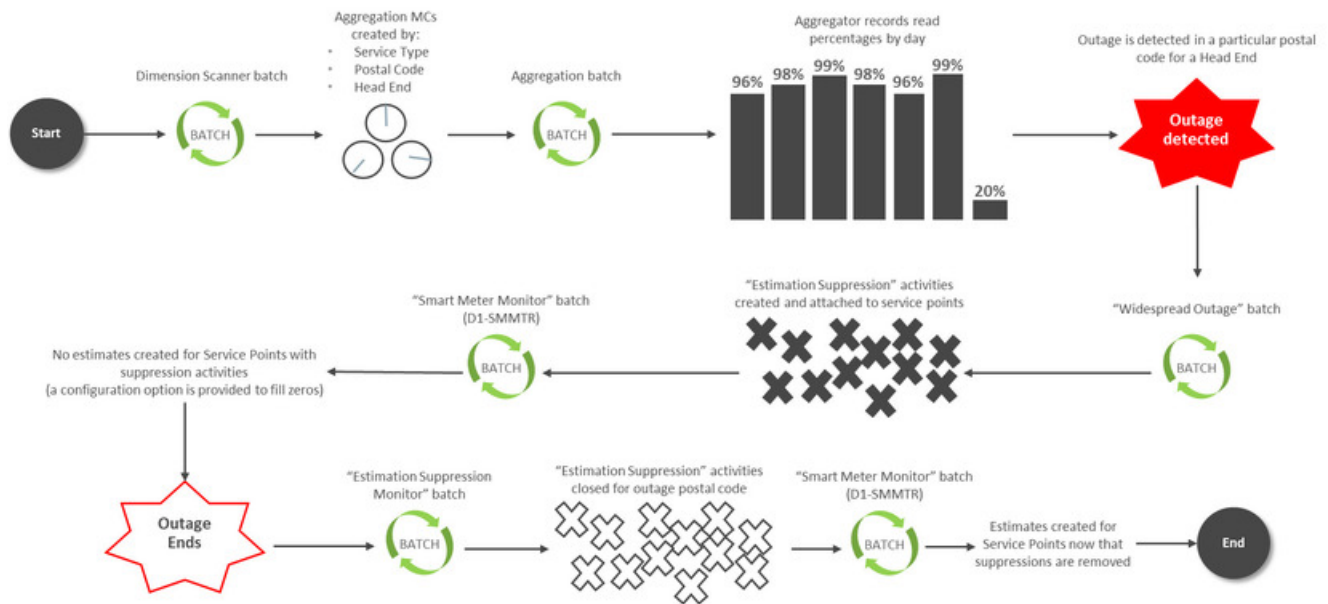 Start
Dimension Scanner batch
BATCH
Aggregation MCs
created by:
• Service Type
• Postal Code
• Head End
Aggregation batch
BATCH
Aggregator records read
percentages by day
96%
98%
99%
98%
96%
99%
20%
Outage is detected in a particular postal
code for a Head End
Outage
detected
"Widespread Outage" batch
BATCH
"Estimation Suppression" activities
created and attached to service points
"Smart Meter Monitor" batch
(D1-SMMTR)
BATCH
No estimates created for Service Points with
suppression activities
(a configuration option is provided to fill zeros)
Outage
Ends
"Estimation Suppression
Monitor" batch
BATCH
"Estimation Suppression" activities
closed for outage postal code
"Smart Meter Monitor" batch
(D1-SMMTR)
BATCH
Estimates created for
Service Points now that
suppressions are removed
End